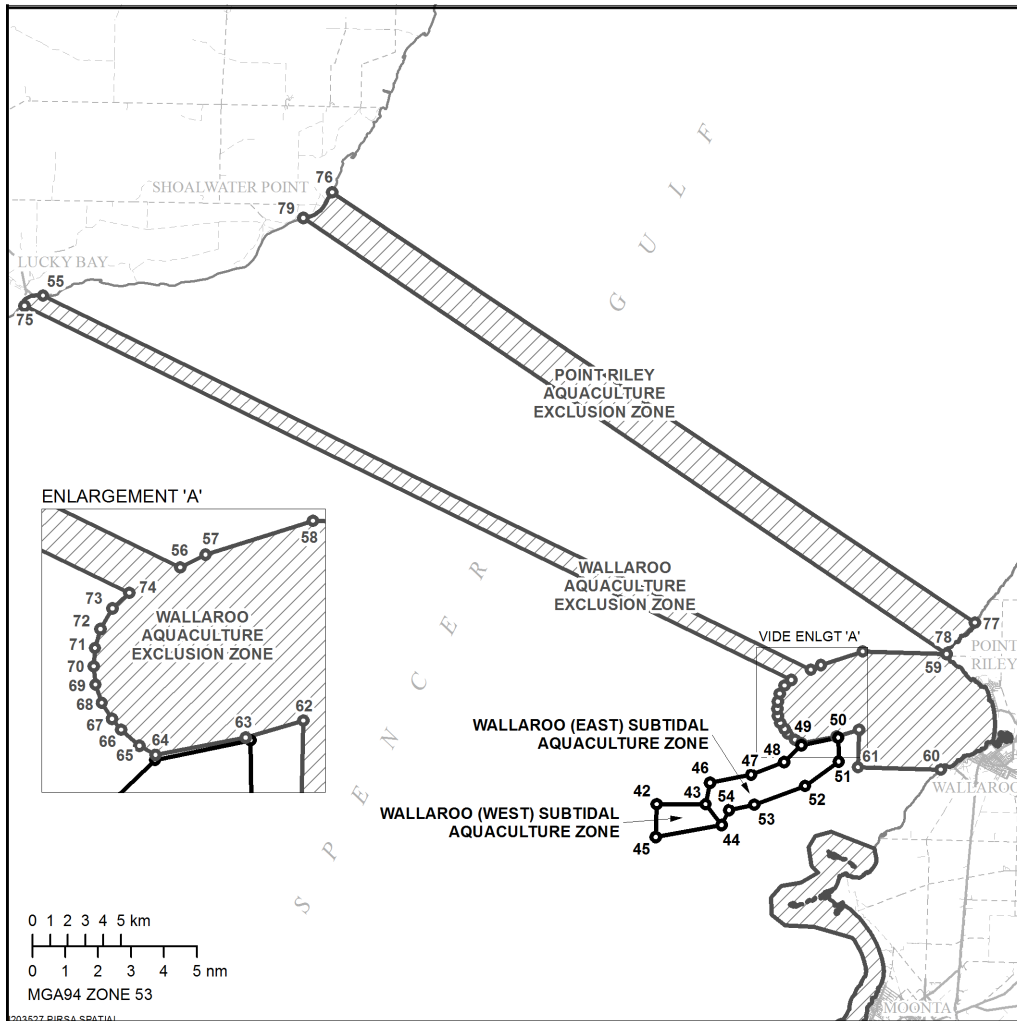 G U L F
SHOALWATER POINT
76
79
LUCKY BAY
55
75
POINT RILEY
AQUACULTURE
EXCLUSION ZONE
ENLARGEMENT 'A'
58
57
56
74
73
72
71
70
69
68
67
66
65
64
63
62
WALLAROO
AQUACULTURE
EXCLUSION ZONE
WALLAROO
AQUACULTURE
EXCLUSION ZONE
S P E N C E R
77
78
59
POINT
RILEY
VIDE ENLGT 'A'
WALLAROO (EAST) SUBTIDAL
AQUACULTURE ZONE
49
50
48
47
46
51
61
60
WALLAROO
52
53
54
42
43
44
45
WALLAROO (WEST) SUBTIDAL
AQUACULTURE ZONE
0 1 2 3 4 5 km
0 1 2 3 4 5 nm
MGA94 ZONE 53
MOONTA
203527 PIRSA SPATIAL